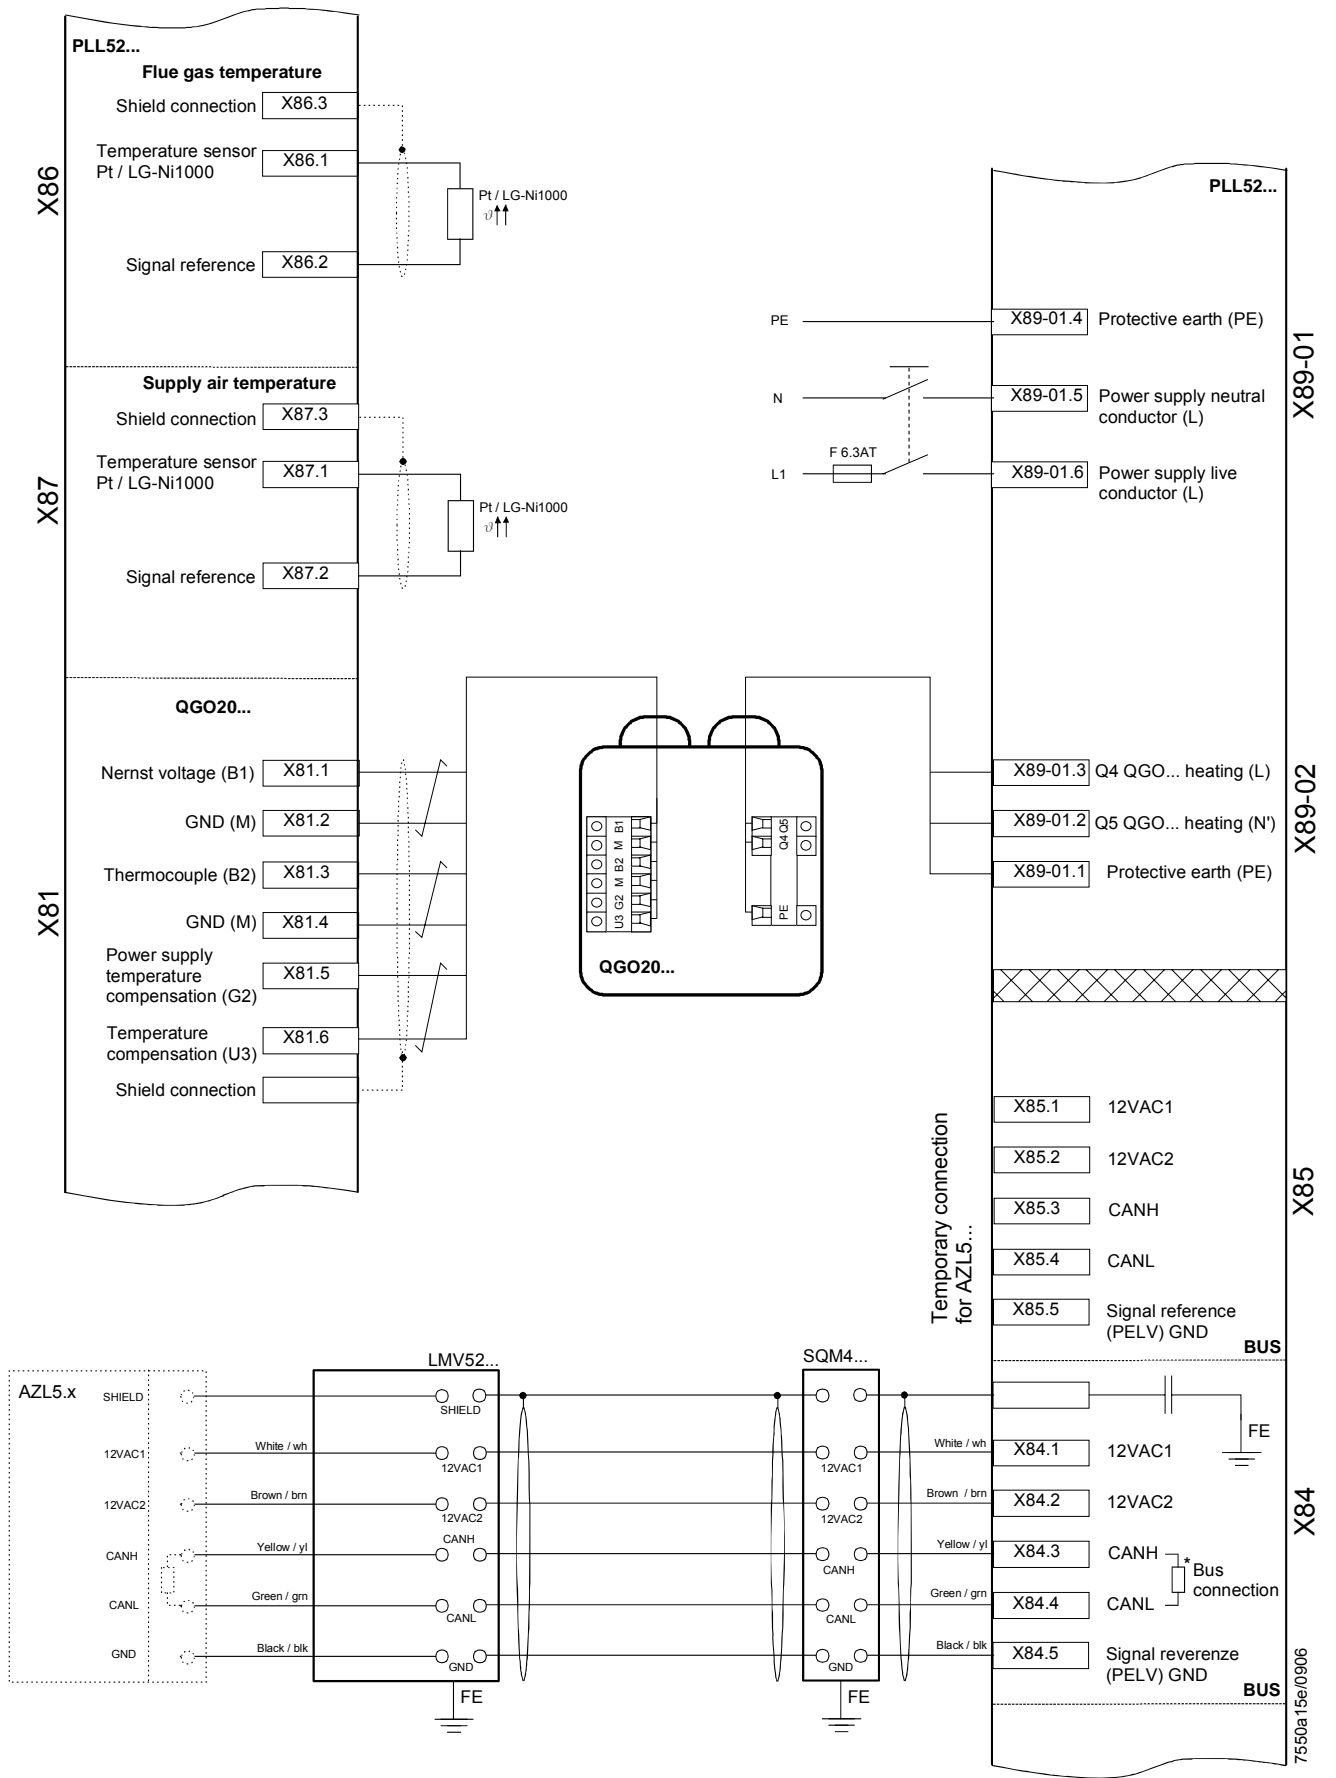 PLL52...
Flue gas temperature
Shield connection X86.3
Temperature sensor
Pt / LG-Ni1000
X86.1
Pt / LG-Ni1000
ϑ
Signal reference X86.2
X86
Supply air temperature
Shield connection X87.3
Temperature sensor
Pt / LG-Ni1000
X87.1
Pt / LG-Ni1000
ϑ
Signal reference X87.2
X87
QGO20...
Nernst voltage (B1) X81.1
GND (M) X81.2
Thermocouple (B2) X81.3
GND (M) X81.4
Power supply
temperature
compensation (G2)
X81.5
Temperature
compensation (U3)
X81.6
Shield connection
X81
B1
M
B2
M
G2
U3
Q5
Q4
PE
QGO20...
PLL52...
PE X89-01.4 Protective earth (PE)
N X89-01.5 Power supply neutral
conductor (L)
F 6.3AT
L1 X89-01.6 Power supply live
conductor (L)
X89-01
X89-01.3 Q4 QGO... heating (L)
X89-01.2 Q5 QGO... heating (N')
X89-01.1 Protective earth (PE)
X89-02
Temporary connection
for AZL5...
X85.1 12VAC1
X85.2 12VAC2
X85.3 CANH
X85.4 CANL
X85.5 Signal reference
(PELV) GND
BUS
X85
AZL5.x
SHIELD
12VAC1
12VAC2
CANH
CANL
GND
White / wh
Brown / brn
Yellow / yl
Green / grn
Black / blk
LMV52...
SHIELD
12VAC1
12VAC2
CANH
CANL
GND
FE
SQM4...
12VAC1
12VAC2
CANH
CANL
GND
FE
White / wh
Brown / brn
Yellow / yl
Green / grn
Black / blk
FE
X84.1 12VAC1
X84.2 12VAC2
X84.3 CANH
* Bus
connection
X84.4 CANL
X84.5 Signal reverenze
(PELV) GND
BUS
X84
7550a15e/0906